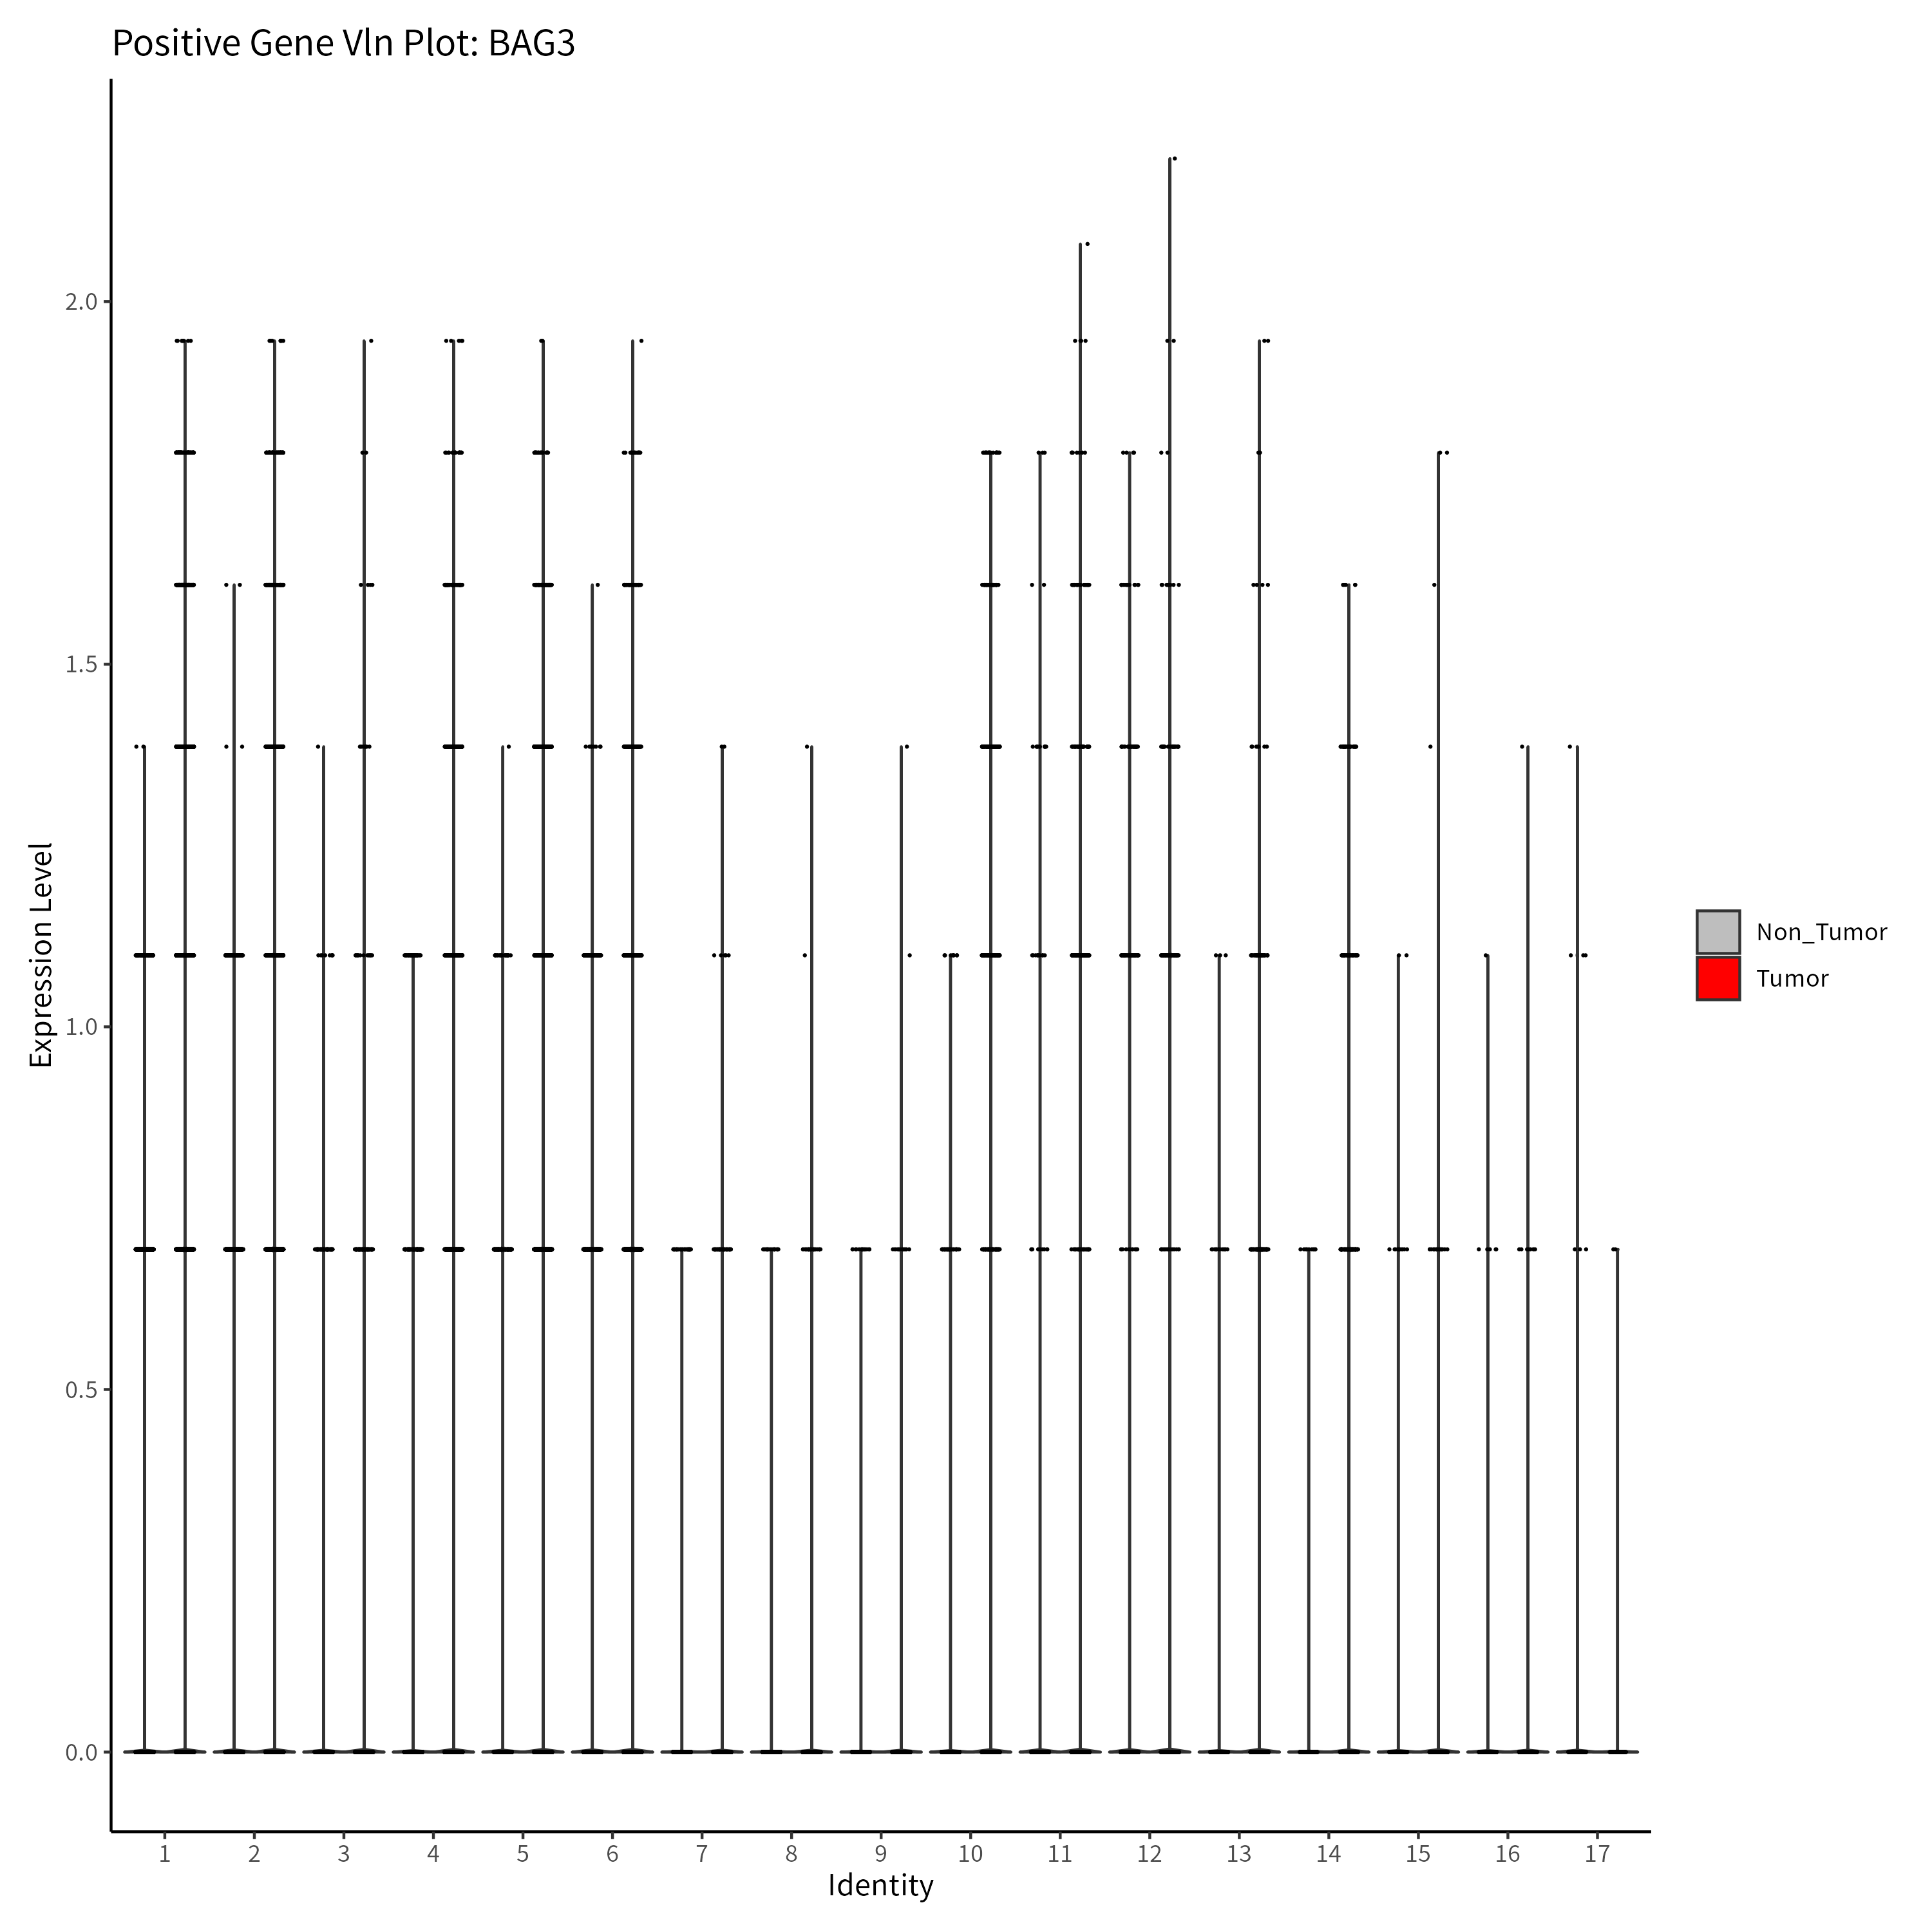 Positive Gene Vln Plot: BAG3
Expression Level
2.0
1.5
1.0
0.5
0.0
1 2 3 4 5 6 7 8 9 10 11 12 13 14 15 16 17
Identity
Non_Tumor
Tumor